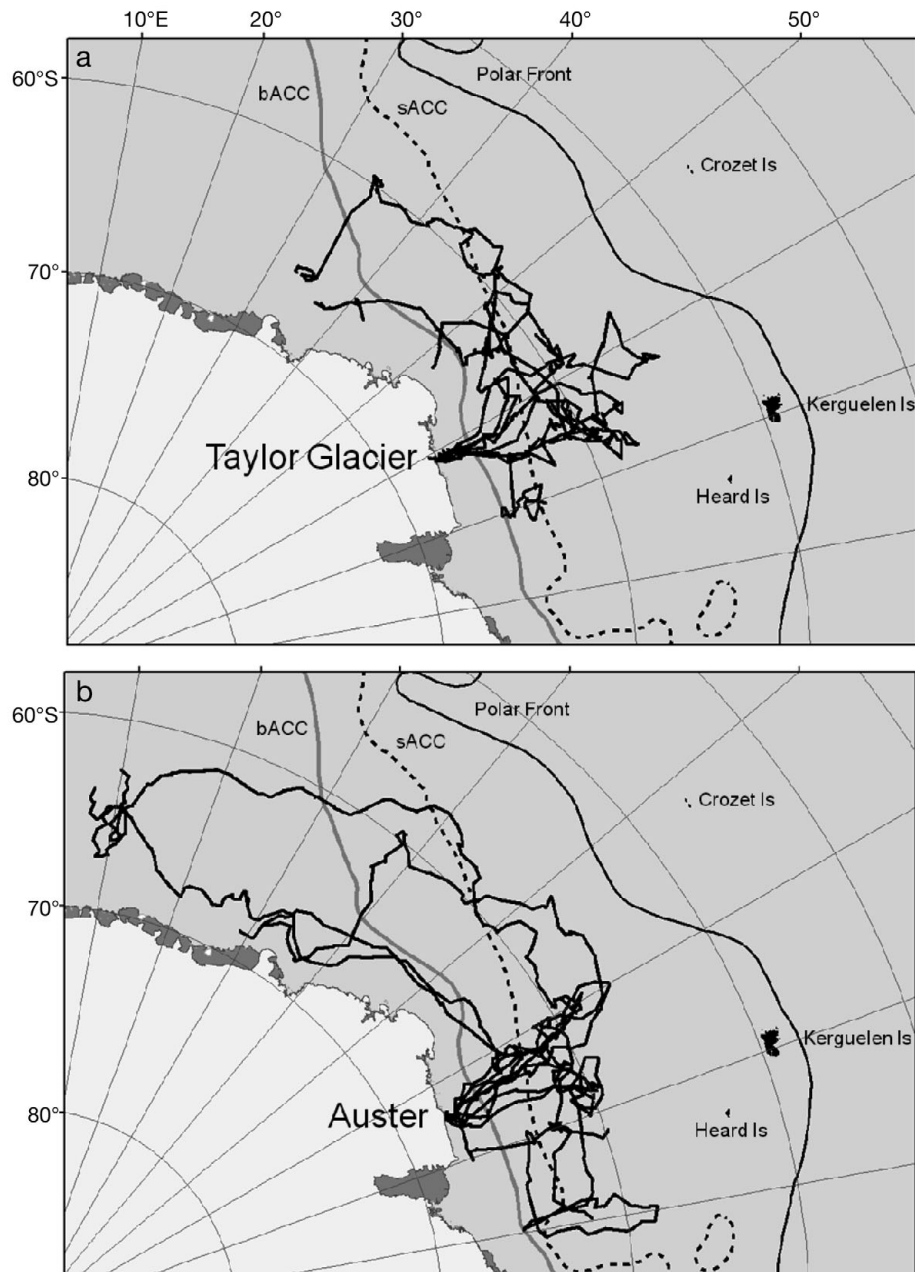 10°E 20° 30° 40° 50°
a
60°S
Polar Front
bACC
sACC
Crozet Is
70°
Kerguelen Is
Taylor Glacier
80°
Heard Is
b
60°S
Polar Front
bACC
sACC
Crozet Is
70°
Kerguelen Is
80°
Auster
Heard Is